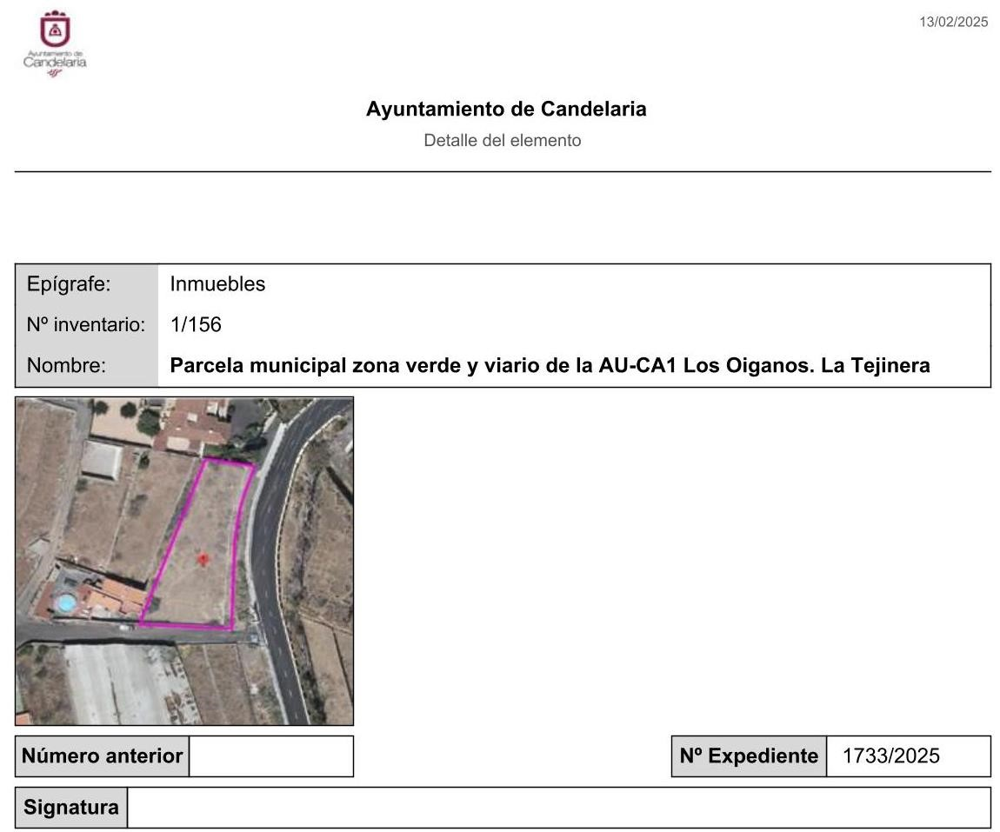 13/02/2025
Ayuntamiento de
Candelaria
Ayuntamiento de Candelaria
Detalle del elemento
Epígrafe: Inmuebles
Nº inventario: 1/156
Nombre: Parcela municipal zona verde y viario de la AU-CA1 Los Oiganos. La Tejinera
Número anterior
Nº Expediente 1733/2025
Signatura